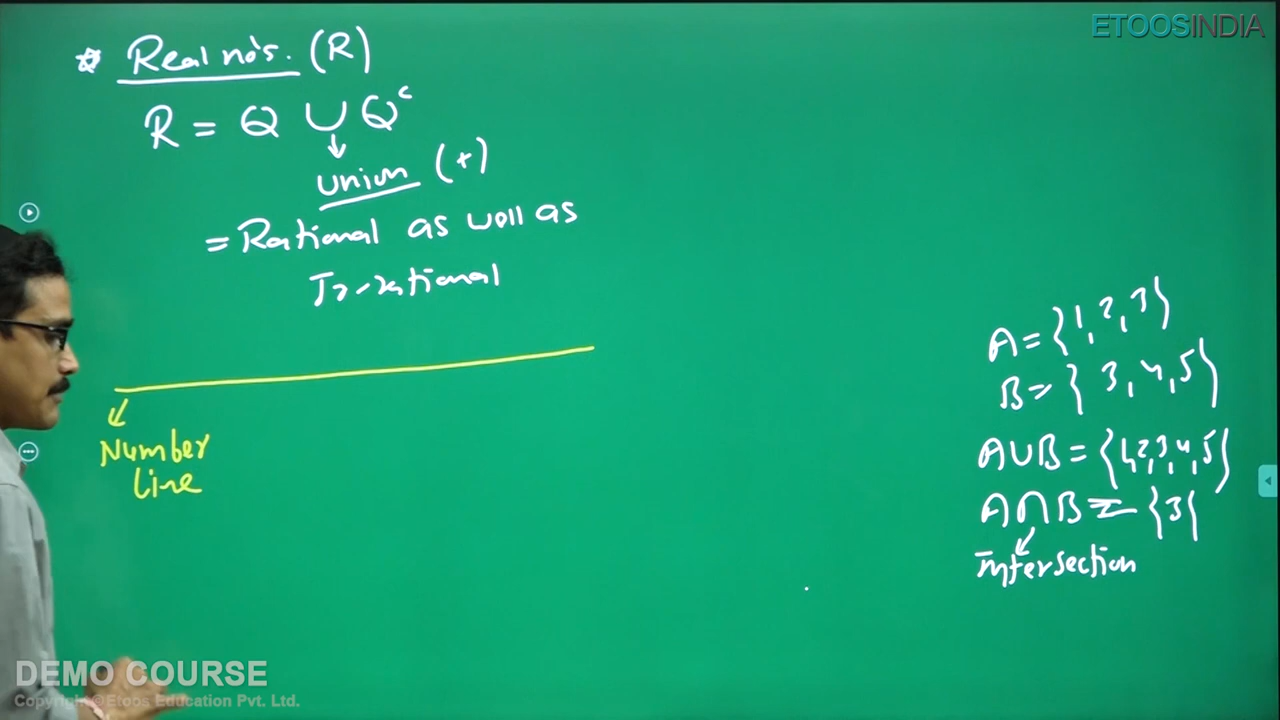 ETOOSINDIA
* Real no's. (R)
R = Q ∪ Qᶜ
↓
Union (+)
= Rational as well as
Ir-rational
Number
line
A = {1, 2, 3}
B = { 3, 4, 5}
A∪B = {1, 2, 3, 4, 5}
A∩B = {3}
intersection
DEMO COURSE
Copyright © Etoos Education Pvt. Ltd.